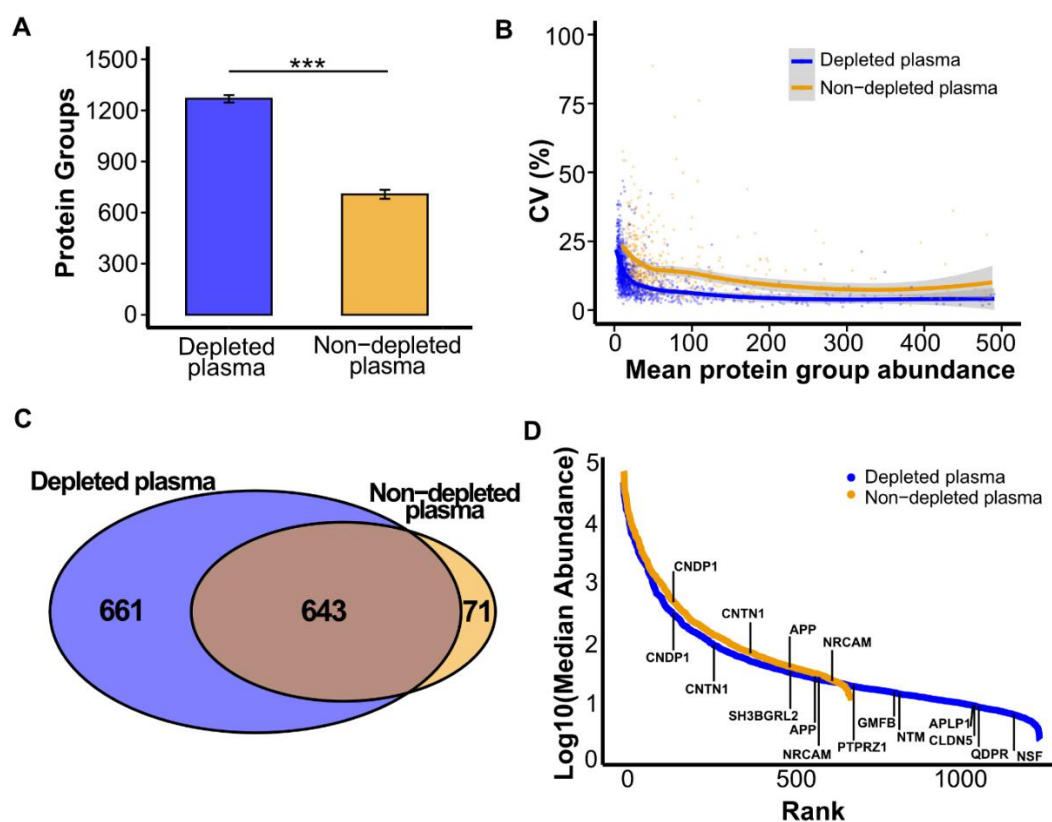 A
Protein Groups
1500
1200
900
600
300
0
***
Depleted
plasma
Non-depleted
plasma
B
CV (%)
100
75
50
25
0
Depleted plasma
Non-depleted plasma
0 100 200 300 400 500
Mean protein group abundance
C
Depleted plasma
Non-depleted
plasma
661
643
71
D
Log10(Median Abundance)
5
4
3
2
1
0
Depleted plasma
Non-depleted plasma
CNDP1
CNTN1
APP
NRCAM
CNDP1
CNTN1
SH3BGRL2
APP
NRCAM
PTPRZ1
GMFB
NTM
APLP1
CLDN5
QDPR
NSF
0 500 1000
Rank